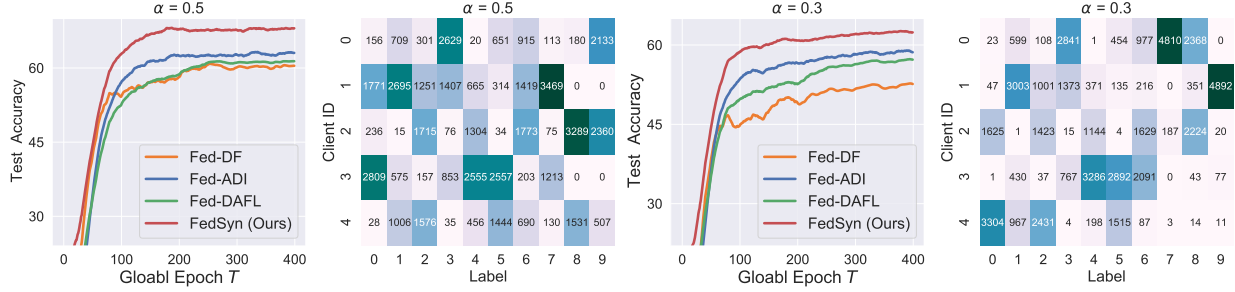 α = 0.5
60
45
30
Test Accuracy
Fed-DF
Fed-ADI
Fed-DAFL
FedSyn (Ours)
0 100 200 300 400
Gloabl Epoch T
α = 0.5
Client ID
0 156 709 301 2629 20 651 915 113 180 2133
1 1771 2695 1251 1407 665 314 1419 3469 0 0
2 236 15 1715 76 1304 34 1773 75 3289 2360
3 2809 575 157 853 2555 2557 203 1213 0 0
4 28 1006 1576 35 456 1444 690 130 1531 507
0 1 2 3 4 5 6 7 8 9
Label
α = 0.3
60
45
30
Test Accuracy
Fed-DF
Fed-ADI
Fed-DAFL
FedSyn (Ours)
0 100 200 300 400
Gloabl Epoch T
α = 0.3
Client ID
0 23 599 108 2841 1 454 977 4810 2368 0
1 47 3003 1001 1373 371 135 216 0 351 4892
2 1625 1 1423 15 1144 4 1629 187 2224 20
3 1 430 37 767 3286 2892 2091 0 43 77
4 3304 967 2431 4 198 1515 87 3 14 11
0 1 2 3 4 5 6 7 8 9
Label